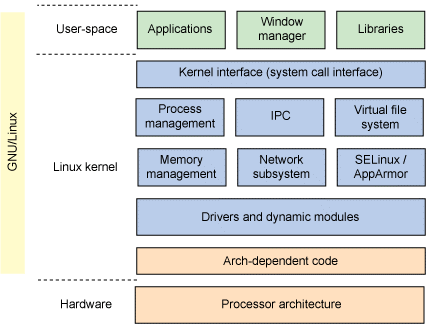 User-space
Applications
Window
manager
Libraries
Kernel interface (system call interface)
Process
management
IPC
Virtual file
system
GNU/Linux
Linux kernel
Memory
management
Network
subsystem
SELinux /
AppArmor
Drivers and dynamic modules
Arch-dependent code
Hardware
Processor architecture